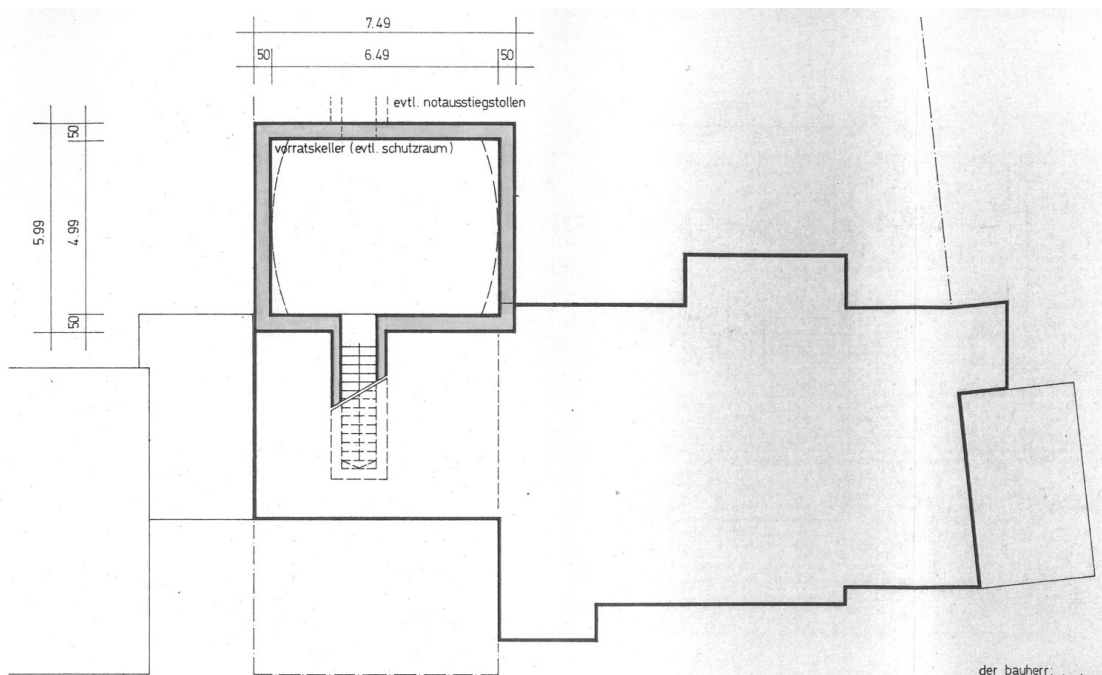 7.49
50 6.49 50
evtl. notausstiegstollen
vorratskeller (evtl. schutzraum)
50
5.99 4.99
50
der bauherr: